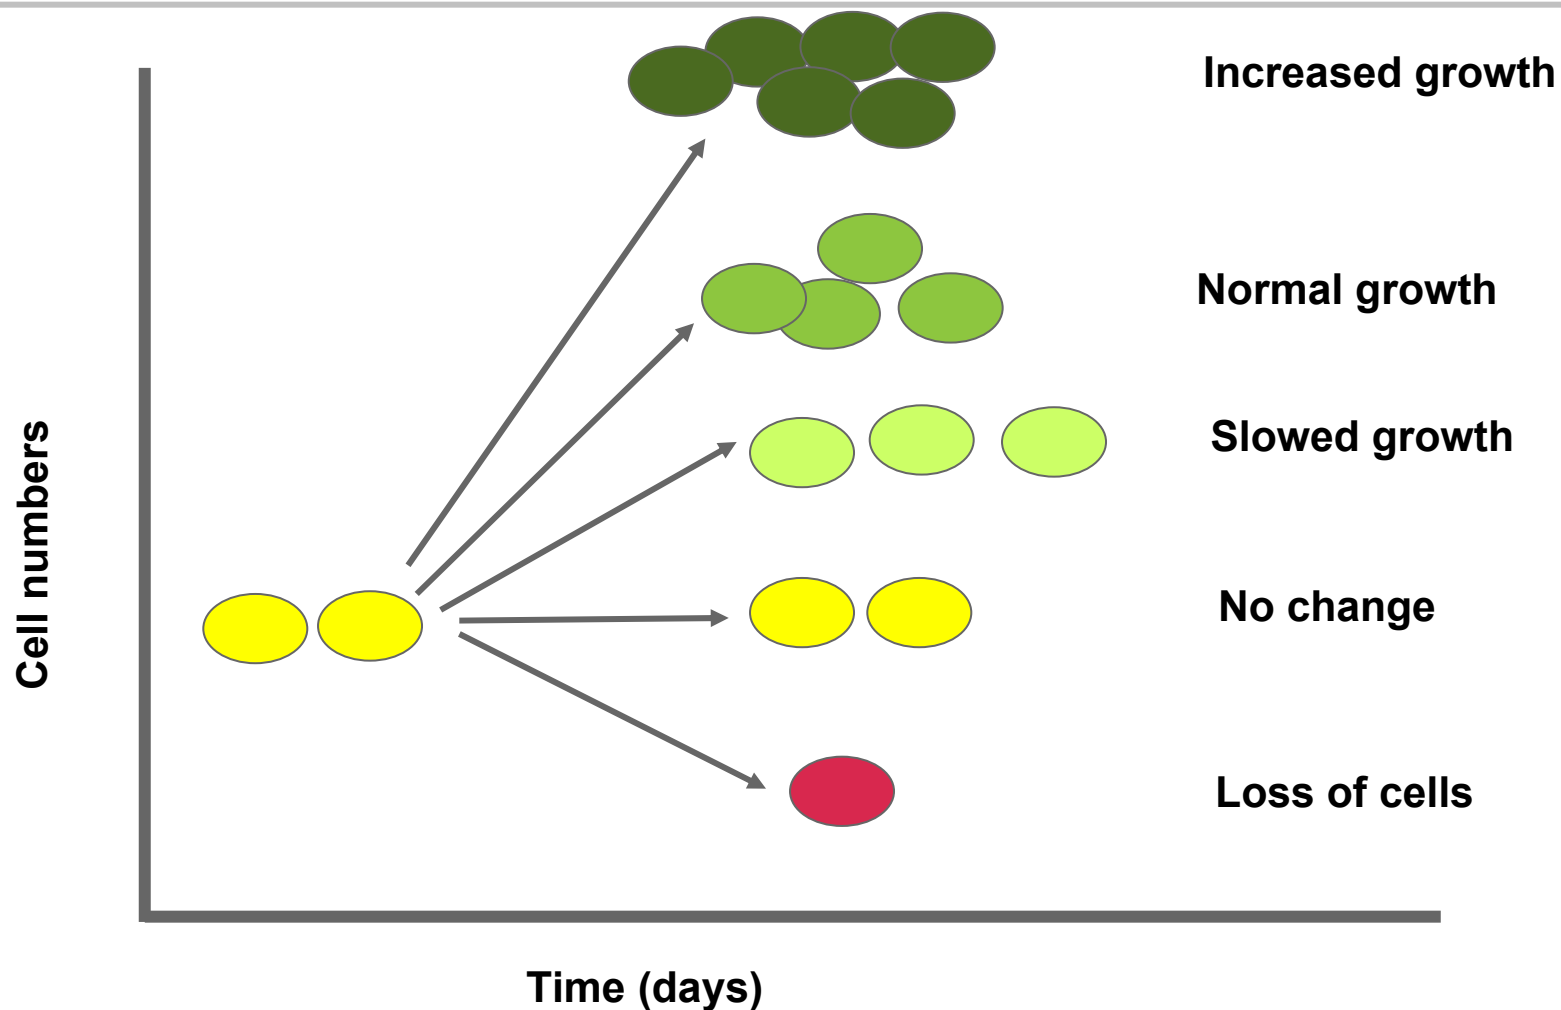 Increased growth
Normal growth
Slowed growth
No change
Loss of cells
Cell numbers
Time (days)